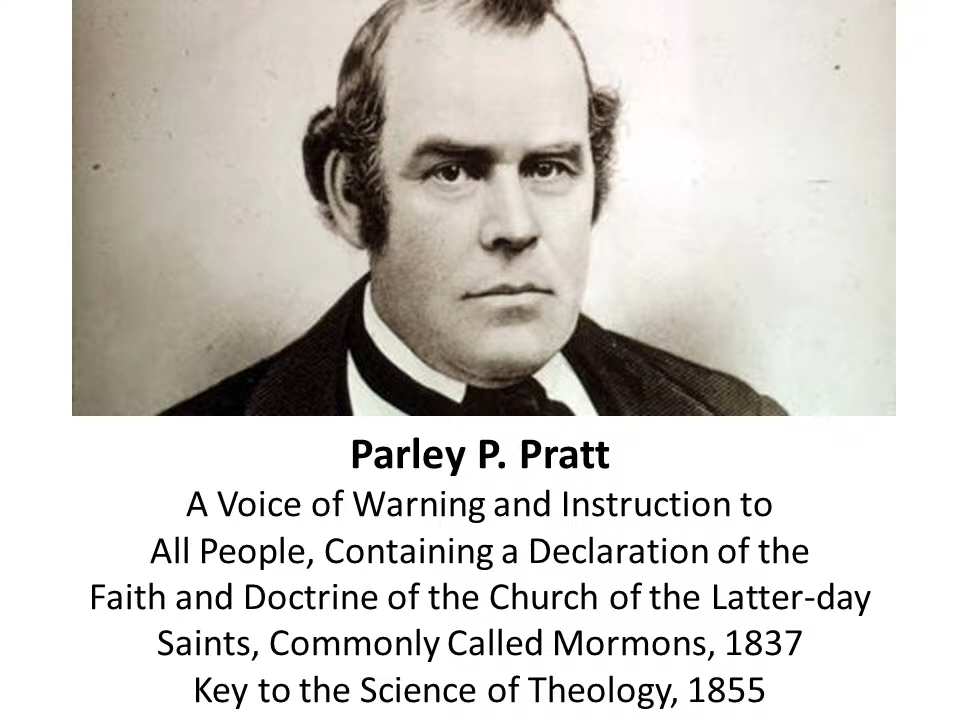 Parley P. Pratt
A Voice of Warning and Instruction to
All People, Containing a Declaration of the
Faith and Doctrine of the Church of the Latter-day
Saints, Commonly Called Mormons, 1837
Key to the Science of Theology, 1855